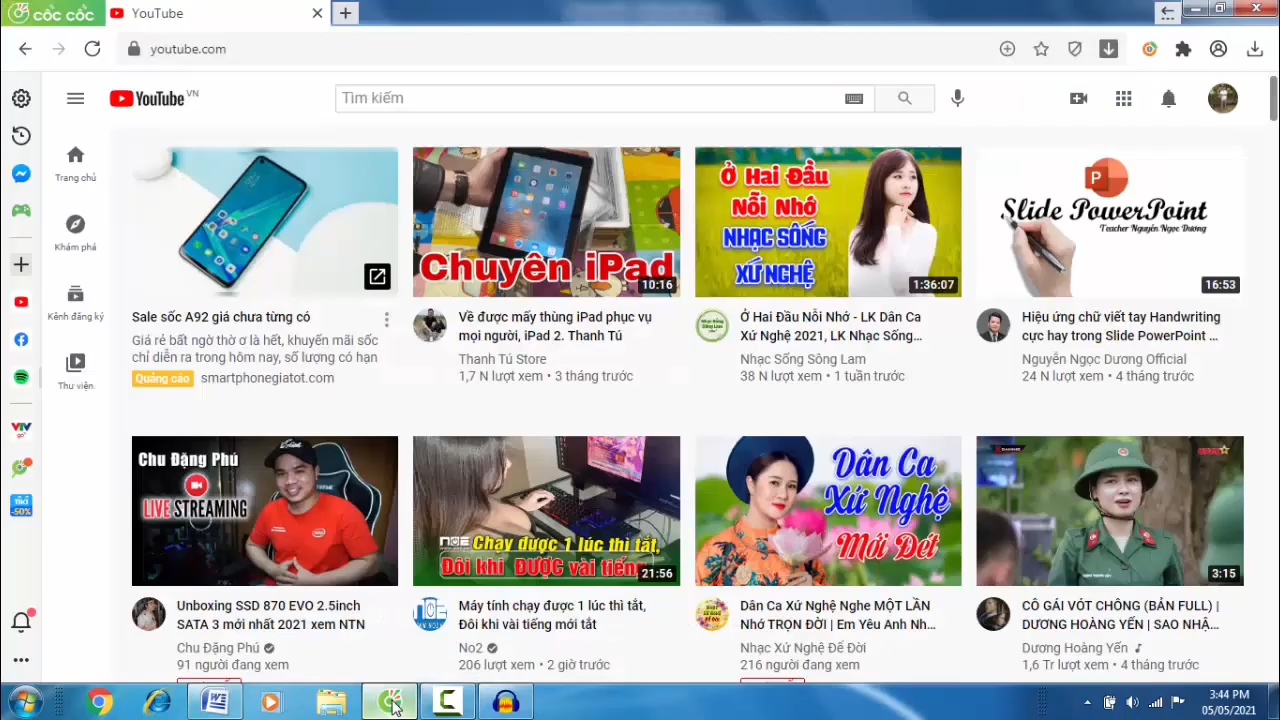 cốc cốc
YouTube
youtube.com
YouTube VN
Tìm kiếm
Trang chủ
Khám phá
Kênh đăng ký
Thư viện
Sale sốc A92 giá chưa từng có
Giá rẻ bất ngờ thơ ơ là hết, khuyến mãi sốc
chỉ diễn ra trong hôm nay, số lượng có hạn
Quảng cáo smartphonegiatot.com
Chuyên iPad
10:16
Về được mấy thùng iPad phục vụ
mọi người, iPad 2. Thanh Tú
Thanh Tú Store
1,7 N lượt xem • 3 tháng trước
Ở Hai Đầu
Nỗi Nhớ
NHẠC SỐNG
XỨ NGHỆ
1:36:07
Ở Hai Đầu Nỗi Nhớ - LK Dân Ca
Xứ Nghệ 2021, LK Nhạc Sống...
Nhạc Sống Sông Lam
38 N lượt xem • 1 tuần trước
P
Slide PowerPoint
Teacher Nguyễn Ngọc Dương
16:53
Hiệu ứng chữ viết tay Handwriting
cực hay trong Slide PowerPoint ...
Nguyễn Ngọc Dương Official
24 N lượt xem • 4 tháng trước
Chu Đặng Phú
LIVE STREAMING
Unboxing SSD 870 EVO 2.5inch
SATA 3 mới nhất 2021 xem NTN
Chu Đặng Phú
91 người đang xem
Chạy được 1 lúc thì tắt,
Đôi khi ĐƯỢC vài tiếng
21:56
Máy tính chạy được 1 lúc thì tắt,
Đôi khi vài tiếng mới tắt
No2
206 lượt xem • 2 giờ trước
Dân Ca
Xứ Nghệ
Mới Đét
Dân Ca Xứ Nghệ Nghe MỘT LẦN
Nhớ TRỌN ĐỜI | Em Yêu Anh Nh...
Nhạc Xứ Nghệ Để Đời
216 người đang xem
3:15
CÔ GÁI VÓT CHÔNG (BẢN FULL) |
DƯƠNG HOÀNG YẾN | SAO NHẬ...
Dương Hoàng Yến
1,6 Tr lượt xem • 4 tháng trước
VTV
go
TIKI
-50%
3:44 PM
05/05/2021